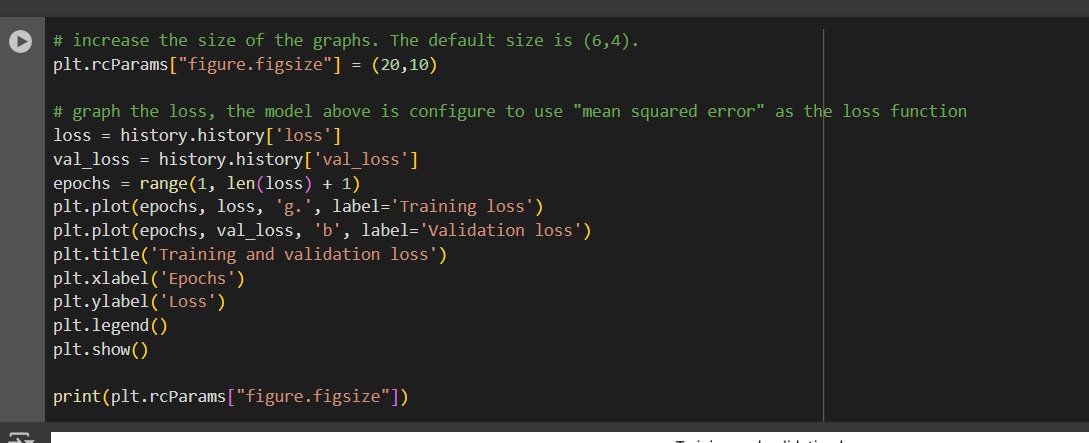 # increase the size of the graphs. The default size is (6,4).
plt.rcParams["figure.figsize"] = (20,10)
# graph the loss, the model above is configure to use "mean squared error" as the loss function
loss = history.history['loss']
val_loss = history.history['val_loss']
epochs = range(1, len(loss) + 1)
plt.plot(epochs, loss, 'g.', label='Training loss')
plt.plot(epochs, val_loss, 'b', label='Validation loss')
plt.title('Training and validation loss')
plt.xlabel('Epochs')
plt.ylabel('Loss')
plt.legend()
plt.show()
print(plt.rcParams["figure.figsize"])